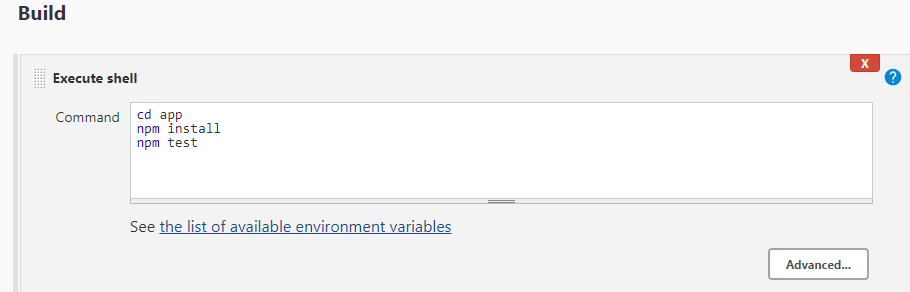 Build
X
Execute shell
?
Command
cd app
npm install
npm test
See the list of available environment variables
Advanced...